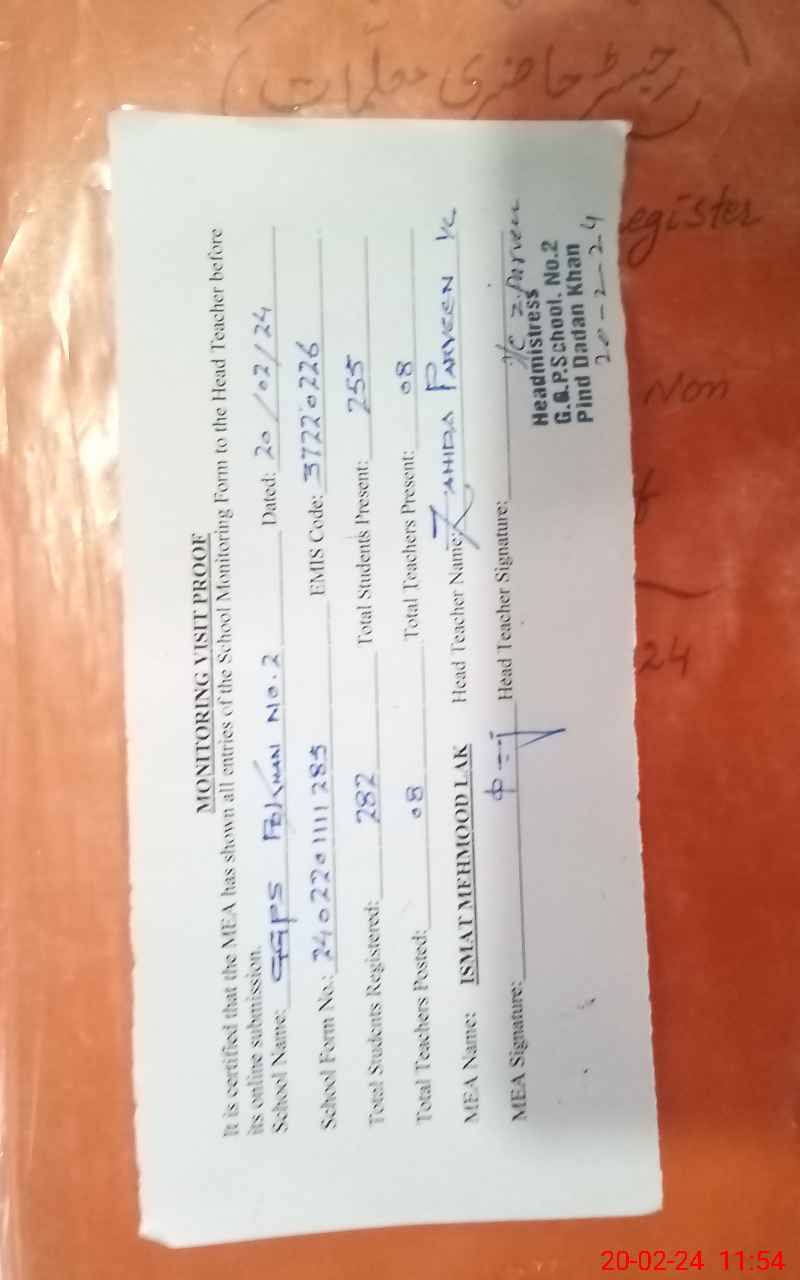 رجسٹر حاضری معلمات
MONITORING VISIT PROOF
It is certified that the MEA has shown all entries of the School Monitoring Form to the Head Teacher before
its online submission.
School Name: GGPS PDKHAN NO.2 Dated: 20/02/24
School Form No.: 2402201111285 EMIS Code: 37220226
Total Students Registered: 282 Total Students Present: 255
Total Teachers Posted: 08 Total Teachers Present: 08
MEA Name: ISMAT MEHMOOD LAK Head Teacher Name: ZAHIDA PARVEEN I/C
MEA Signature: Head Teacher Signature: I/C Z.Parveen
Headmistress
G.G.P.School. No.2
Pind Dadan Khan
20-2-24
egister
Non
24
20-02-24 11:54